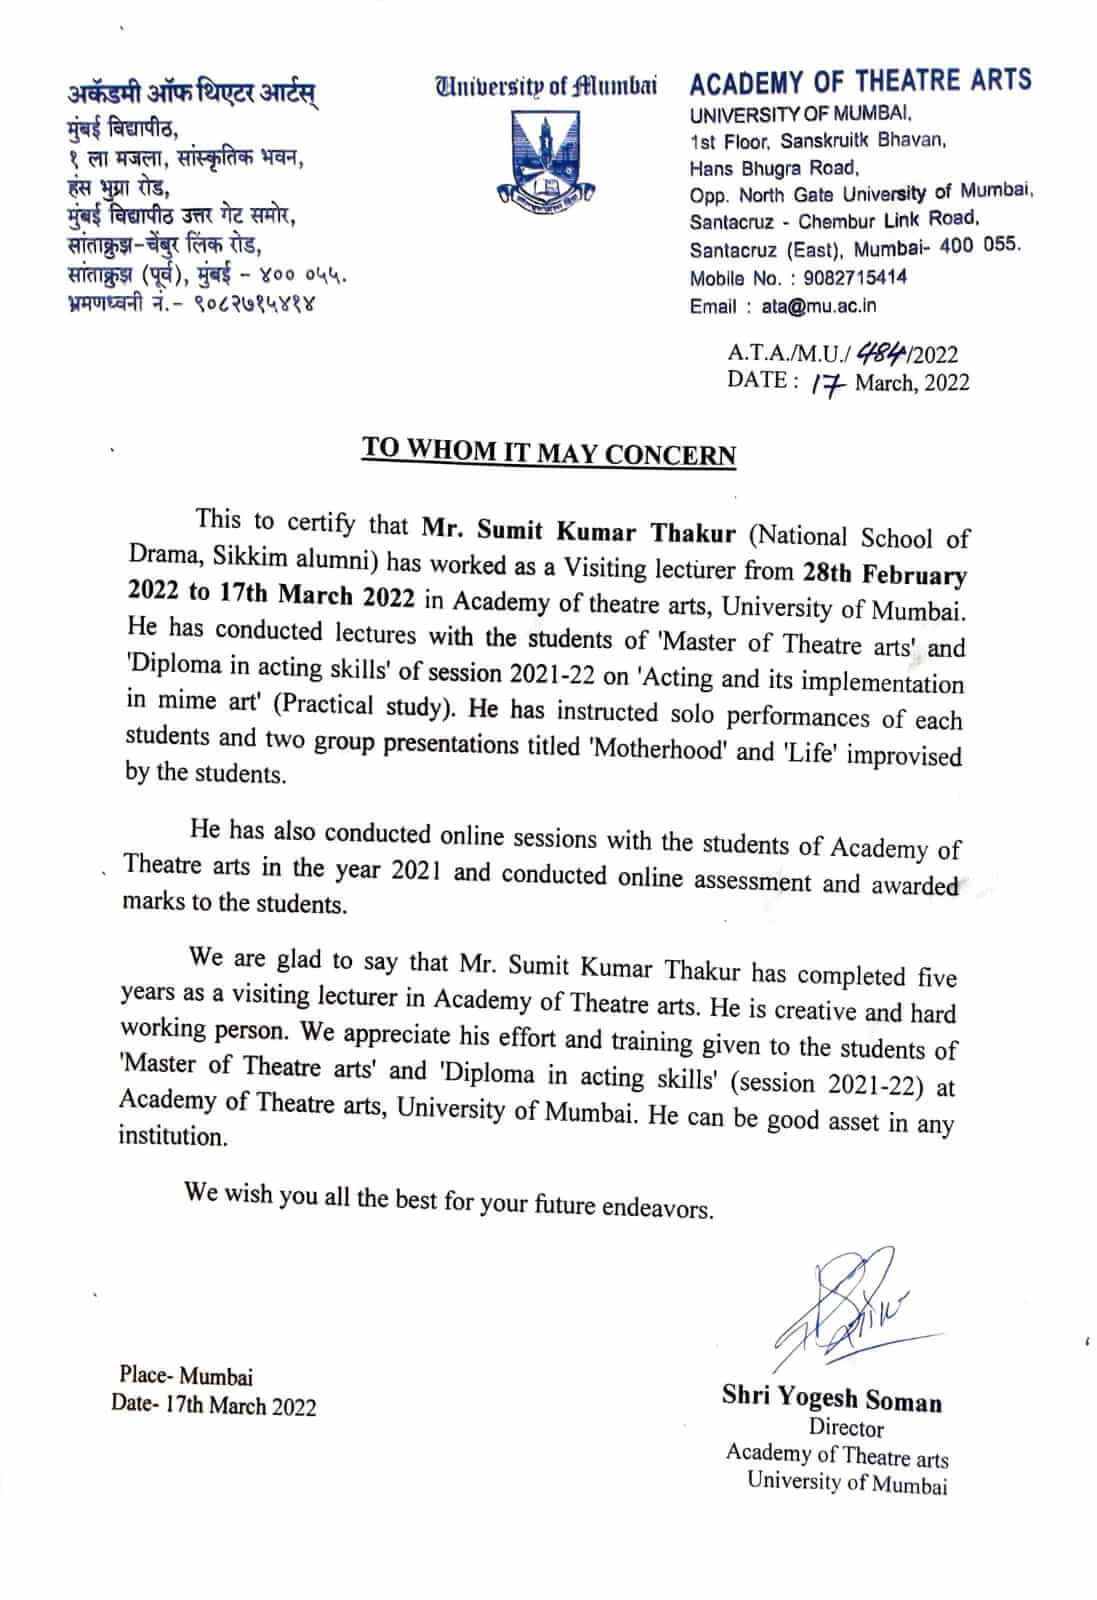 अकॅडमी ऑफ थिएटर आर्टस्
मुंबई विद्यापीठ,
१ ला मजला, सांस्कृतिक भवन,
हंस भुग्रा रोड,
मुंबई विद्यापीठ उत्तर गेट समोर,
सांताक्रुझ-चेंबुर लिंक रोड,
सांताक्रुझ (पूर्व), मुंबई - ४०० ०५५.
भ्रमणध्वनी नं.- ९०८२७१५४१४
University of Mumbai
ACADEMY OF THEATRE ARTS
UNIVERSITY OF MUMBAI,
1st Floor, Sanskruitk Bhavan,
Hans Bhugra Road,
Opp. North Gate University of Mumbai,
Santacruz - Chembur Link Road,
Santacruz (East), Mumbai- 400 055.
Mobile No. : 9082715414
Email : ata@mu.ac.in
A.T.A./M.U./ 484/2022
DATE : 17 March, 2022
TO WHOM IT MAY CONCERN
This to certify that Mr. Sumit Kumar Thakur (National School of
Drama, Sikkim alumni) has worked as a Visiting lecturer from 28th February
2022 to 17th March 2022 in Academy of theatre arts, University of Mumbai.
He has conducted lectures with the students of 'Master of Theatre arts' and
'Diploma in acting skills' of session 2021-22 on 'Acting and its implementation
in mime art' (Practical study). He has instructed solo performances of each
students and two group presentations titled 'Motherhood' and 'Life' improvised
by the students.
He has also conducted online sessions with the students of Academy of
Theatre arts in the year 2021 and conducted online assessment and awarded
marks to the students.
We are glad to say that Mr. Sumit Kumar Thakur has completed five
years as a visiting lecturer in Academy of Theatre arts. He is creative and hard
working person. We appreciate his effort and training given to the students of
'Master of Theatre arts' and 'Diploma in acting skills' (session 2021-22) at
Academy of Theatre arts, University of Mumbai. He can be good asset in any
institution.
We wish you all the best for your future endeavors.
Place- Mumbai
Date- 17th March 2022
Shri Yogesh Soman
Director
Academy of Theatre arts
University of Mumbai